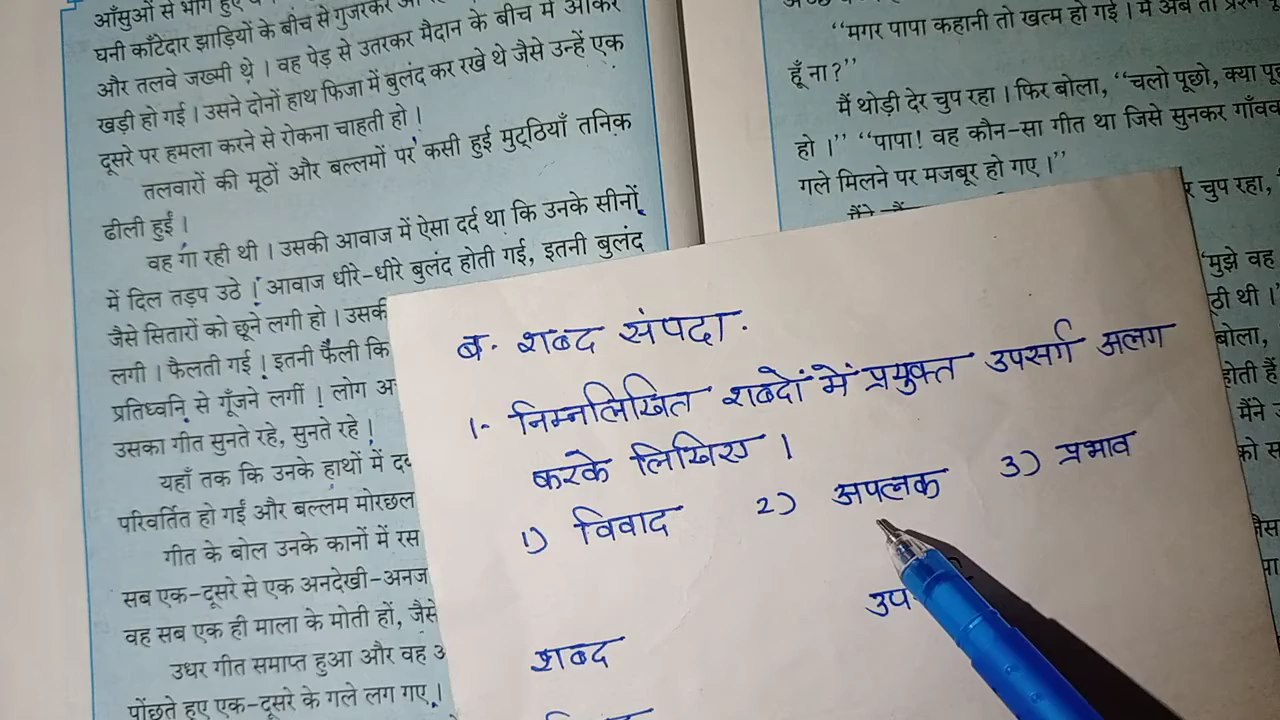 आँसुओं से भीगे हुए
घनी काँटेदार झाड़ियों के बीच से गुजरकर
और तलवे जख्मी थे । वह पेड़ से उतरकर मैदान के बीच में आकर
खड़ी हो गई । उसने दोनों हाथ फिजा में बुलंद कर रखे थे जैसे उन्हें एक
दूसरे पर हमला करने से रोकना चाहती हो ।
तलवारों की मूठों और बल्लमों पर कसी हुई मुट्ठियाँ तनिक
ढीली हुईं ।
वह गा रही थी । उसकी आवाज में ऐसा दर्द था कि उनके सीनों
में दिल तड़प उठे । आवाज धीरे-धीरे बुलंद होती गई, इतनी बुलंद
जैसे सितारों को छूने लगी हो । उसकी
लगी । फैलती गई । इतनी फैली कि
प्रतिध्वनि से गूँजने लगीं । लोग
उसका गीत सुनते रहे, सुनते रहे ।
यहाँ तक कि उनके हाथों में
परिवर्तित हो गईं और बल्लम मोरछल
गीत के बोल उनके कानों में रस
सब एक-दूसरे से एक अनदेखी-अनज
वह सब एक ही माला के मोती हों, जैसे
उधर गीत समाप्त हुआ और वह
पोंछते हुए एक-दूसरे के गले लग गए ।
“मगर पापा कहानी तो खत्म हो गई । मैं अब तो
हूँ ना ?”
मैं थोड़ी देर चुप रहा । फिर बोला, “चलो पूछो, क्या
हो ।” “पापा ! वह कौन-सा गीत था जिसे सुनकर
गले मिलने पर मजबूर हो गए ।”
चुप रहा,
‘मुझे वह
थी ।’
बोला,
होती हैं
मैंने
को
ब. शब्द संपदा.
1. निम्नलिखित शब्दों में प्रयुक्त उपसर्ग अलग
करके लिखिए ।
1) विवाद 2) अपलक 3) प्रभाव
उप
शब्द